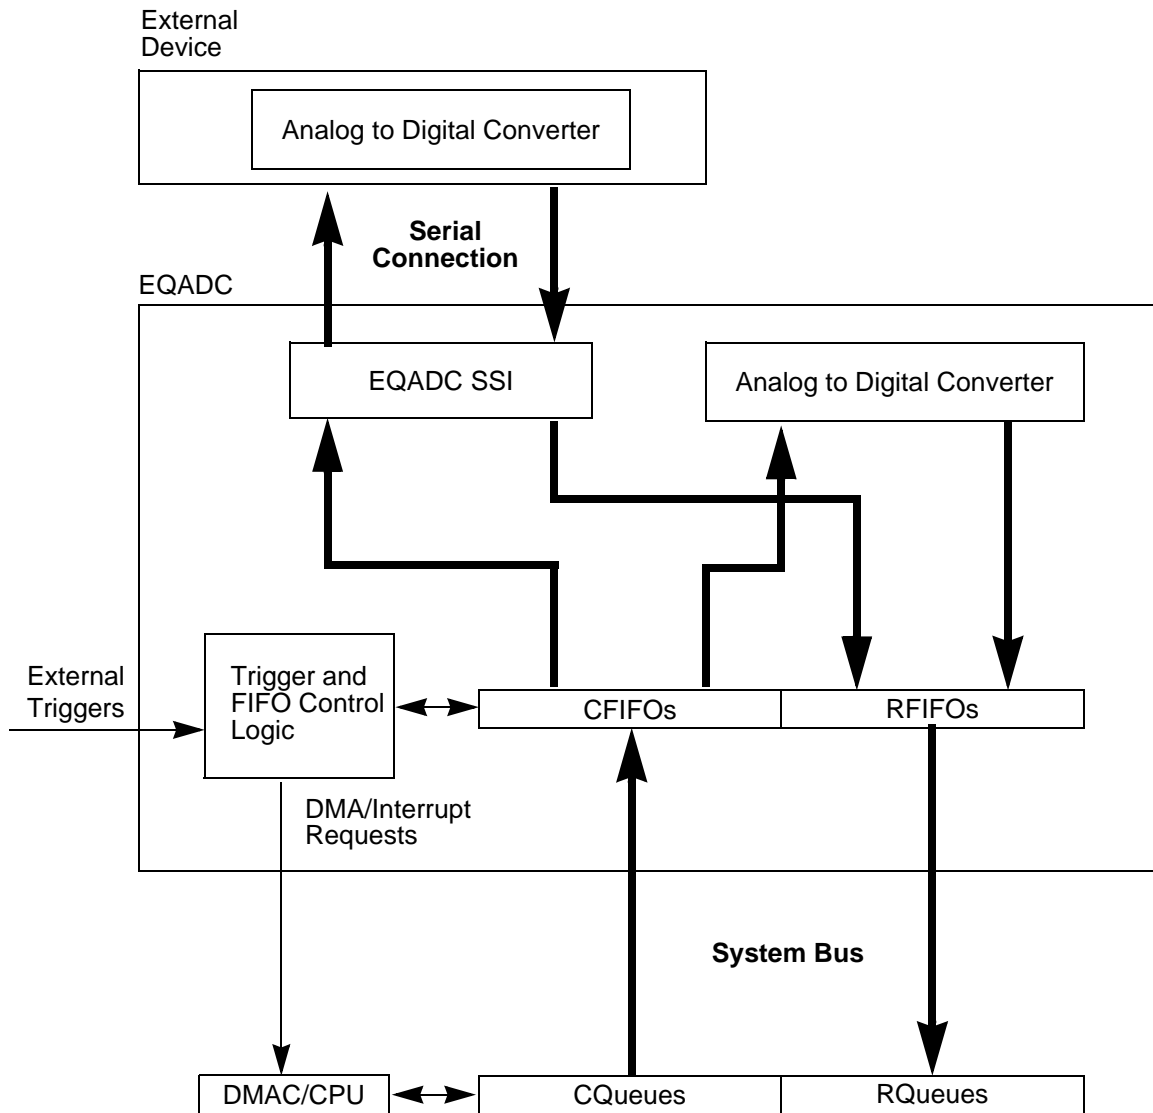 External
Device
Analog to Digital Converter
Serial
Connection
EQADC
EQADC SSI
Analog to Digital Converter
External
Triggers
Trigger and
FIFO Control
Logic
CFIFOs
RFIFOs
DMA/Interrupt
Requests
System Bus
DMAC/CPU
CQueues
RQueues